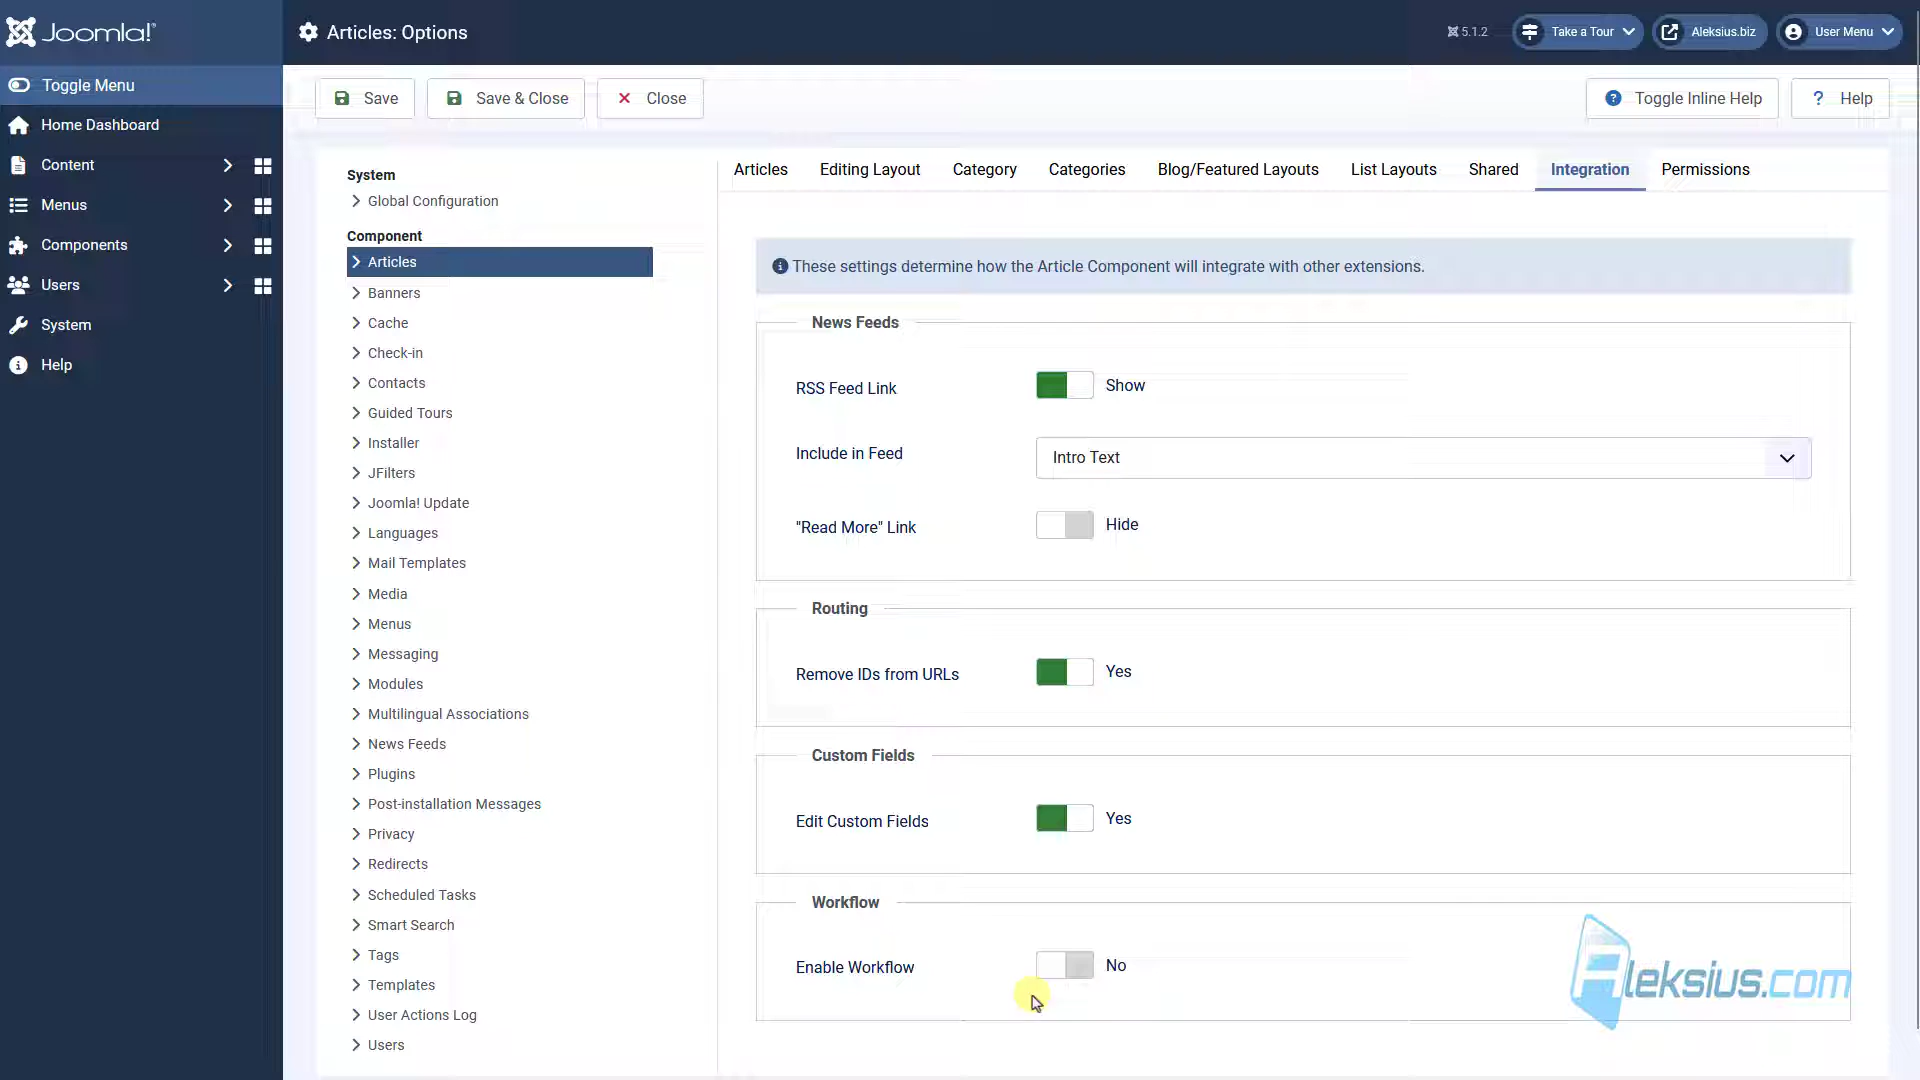 Joomla!
Articles: Options
5.1.2
Take a Tour
Aleksius.biz
User Menu
Toggle Menu
Home Dashboard
Content
Menus
Components
Users
System
Help
Save
Save & Close
Close
Toggle Inline Help
Help
System
Global Configuration
Component
Articles
Banners
Cache
Check-in
Contacts
Guided Tours
Installer
JFilters
Joomla! Update
Languages
Mail Templates
Media
Menus
Messaging
Modules
Multilingual Associations
News Feeds
Plugins
Post-installation Messages
Privacy
Redirects
Scheduled Tasks
Smart Search
Tags
Templates
User Actions Log
Users
Articles
Editing Layout
Category
Categories
Blog/Featured Layouts
List Layouts
Shared
Integration
Permissions
These settings determine how the Article Component will integrate with other extensions.
News Feeds
RSS Feed Link
Show
Include in Feed
Intro Text
"Read More" Link
Hide
Routing
Remove IDs from URLs
Yes
Custom Fields
Edit Custom Fields
Yes
Workflow
Enable Workflow
No
Aleksius.com